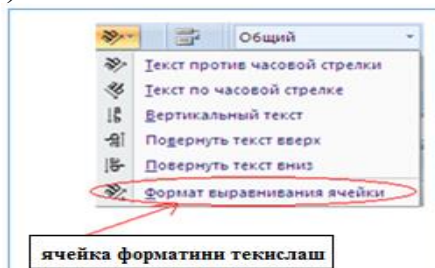 )
Общий
Текст против часовой стрелки
Текст по часовой стрелке
Вертикальный текст
Повернуть текст вверх
Повернуть текст вниз
Формат выравнивания ячейки
ячейка форматини текислаш